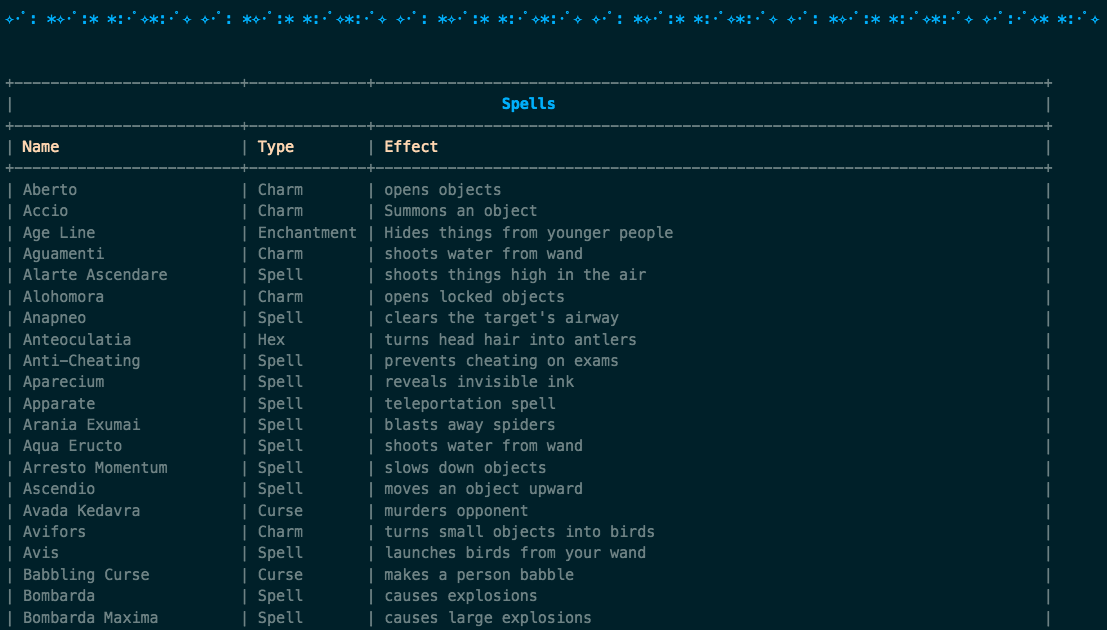 Spells
Name | Type | Effect
Aberto | Charm | opens objects
Accio | Charm | Summons an object
Age Line | Enchantment | Hides things from younger people
Aguamenti | Charm | shoots water from wand
Alarte Ascendare | Spell | shoots things high in the air
Alohomora | Charm | opens locked objects
Anapneo | Spell | clears the target's airway
Anteoculatia | Hex | turns head hair into antlers
Anti-Cheating | Spell | prevents cheating on exams
Aparecium | Spell | reveals invisible ink
Apparate | Spell | teleportation spell
Arania Exumai | Spell | blasts away spiders
Aqua Eructo | Spell | shoots water from wand
Arresto Momentum | Spell | slows down objects
Ascendio | Spell | moves an object upward
Avada Kedavra | Curse | murders opponent
Avifors | Charm | turns small objects into birds
Avis | Spell | launches birds from your wand
Babbling Curse | Curse | makes a person babble
Bombarda | Spell | causes explosions
Bombarda Maxima | Spell | causes large explosions